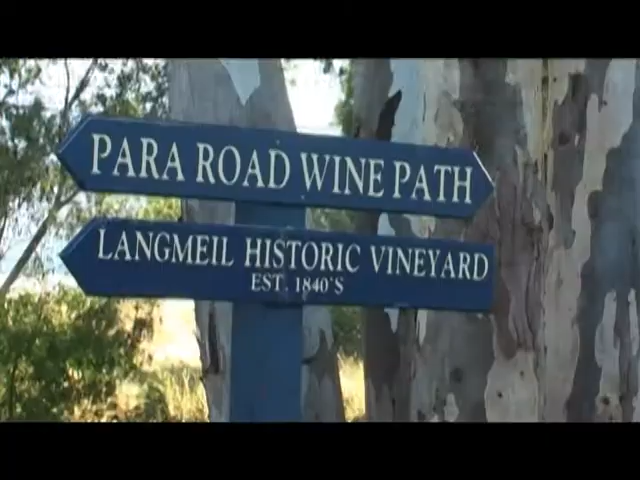 PARA ROAD WINE PATH
LANGMEIL HISTORIC VINEYARD
EST. 1840'S